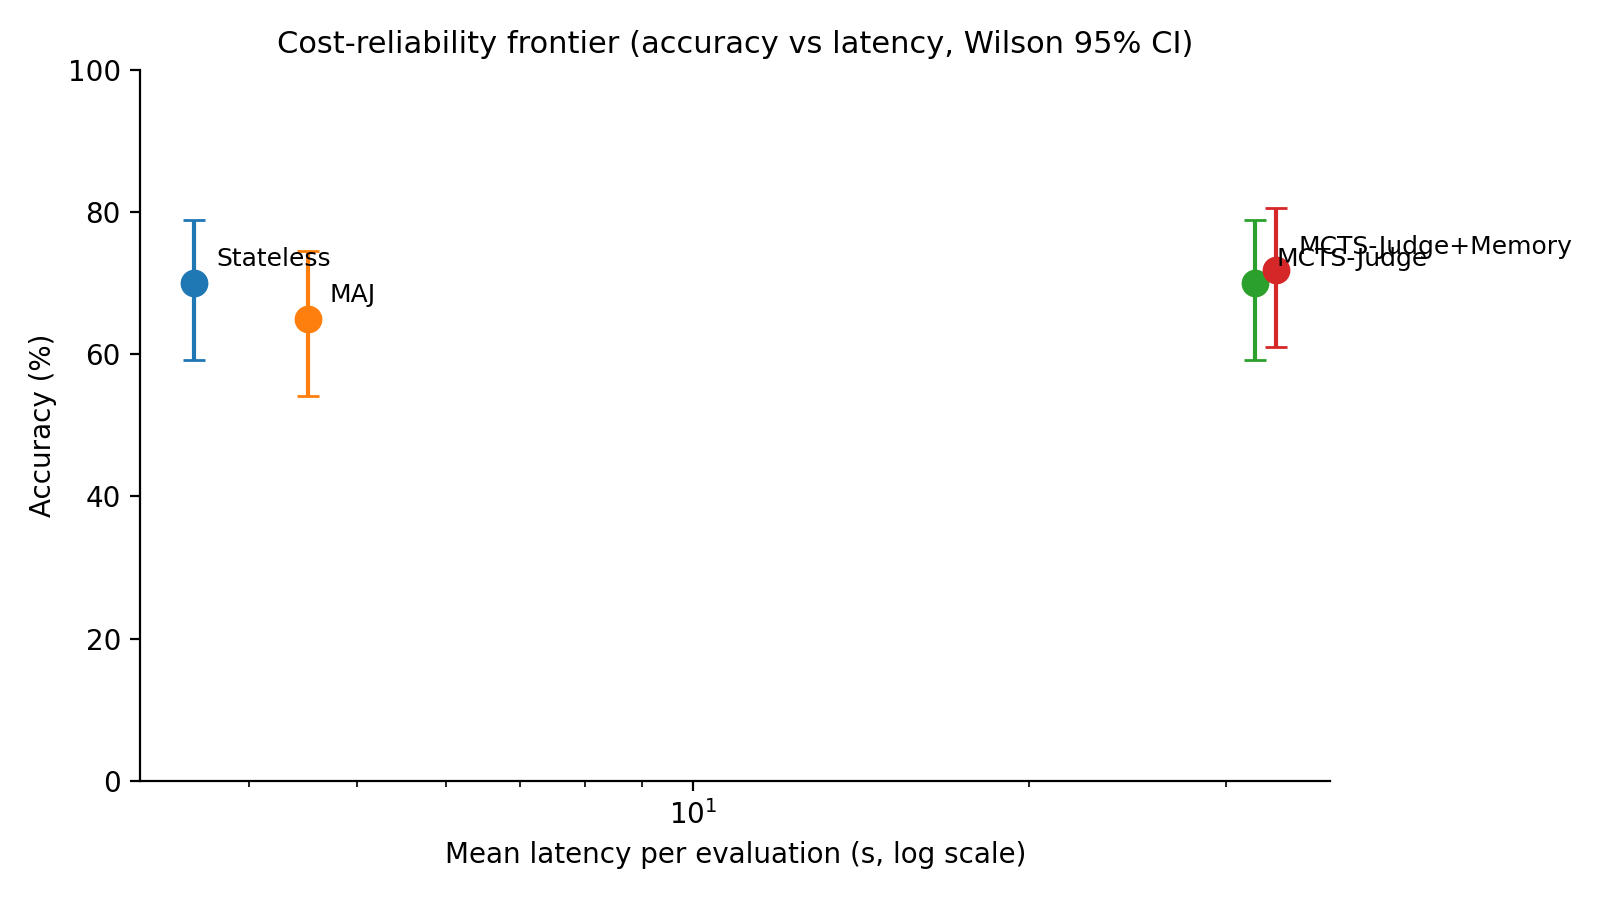 Cost-reliability frontier (accuracy vs latency, Wilson 95% CI)
100
80
60
40
20
0
Accuracy (%)
Stateless
MAJ
MCTS-Judge+Memory
MCTS-Judge
10¹
Mean latency per evaluation (s, log scale)